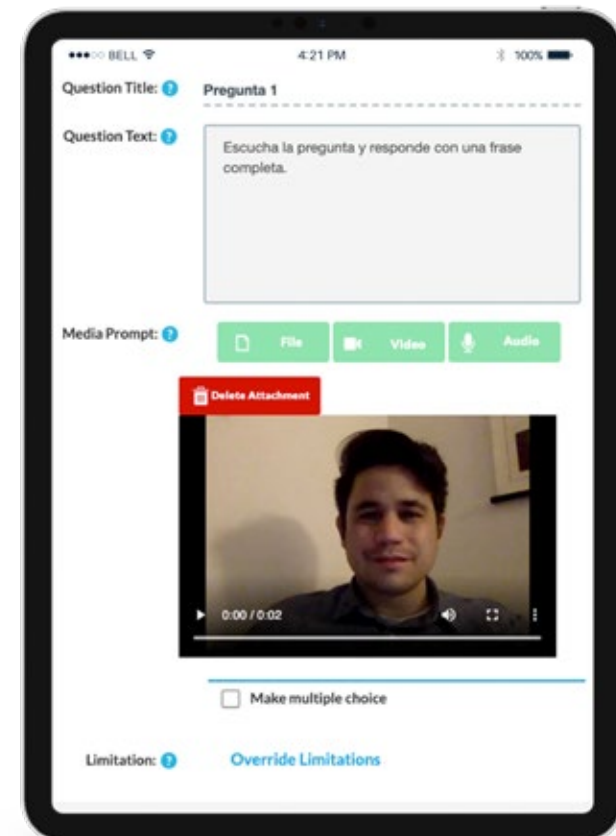 BELL 4:21 PM 100%
Question Title: ? Pregunta 1
Question Text: ? Escucha la pregunta y responde con una frase
completa.
Media Prompt: ? File Video Audio
Delete Attachment
0:00 / 0:02
Make multiple choice
Limitation: ? Override Limitations